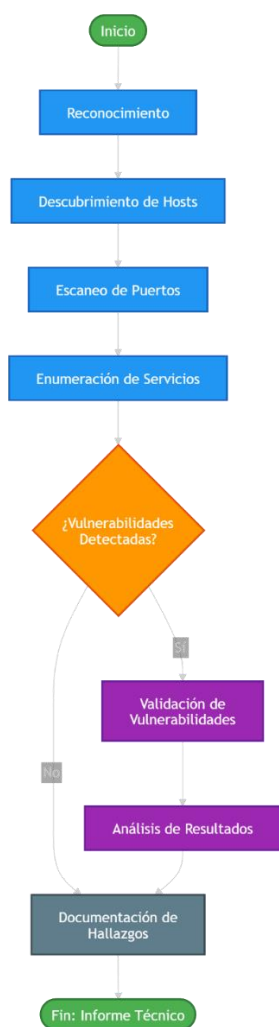 Inicio
Reconocimiento
Descubrimiento de Hosts
Escaneo de Puertos
Enumeración de Servicios
¿Vulnerabilidades
Detectadas?
Sí
Validación de
Vulnerabilidades
No
Análisis de Resultados
Documentación de
Hallazgos
Fin: Informe Técnico